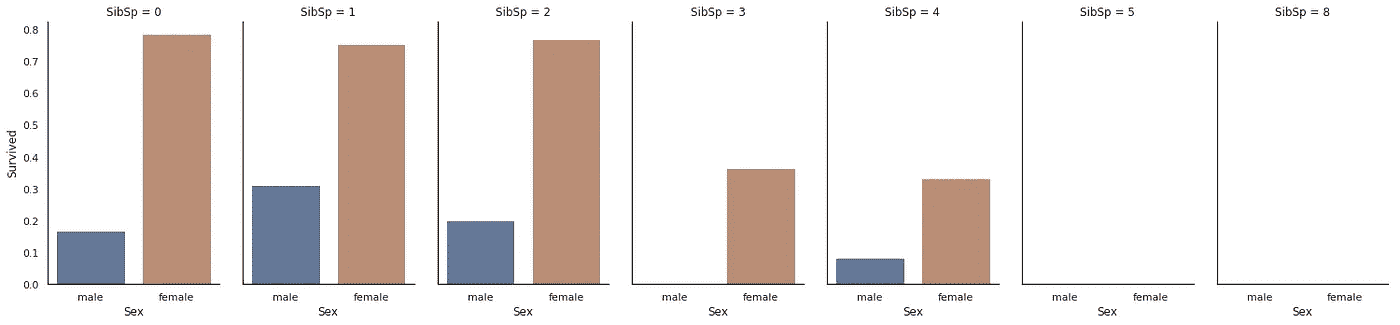 SibSp = 0 SibSp = 1 SibSp = 2 SibSp = 3 SibSp = 4 SibSp = 5 SibSp = 8
Survived
0.8
0.7
0.6
0.5
0.4
0.3
0.2
0.1
0.0
male female male female male female male female male female male female male female
Sex Sex Sex Sex Sex Sex Sex